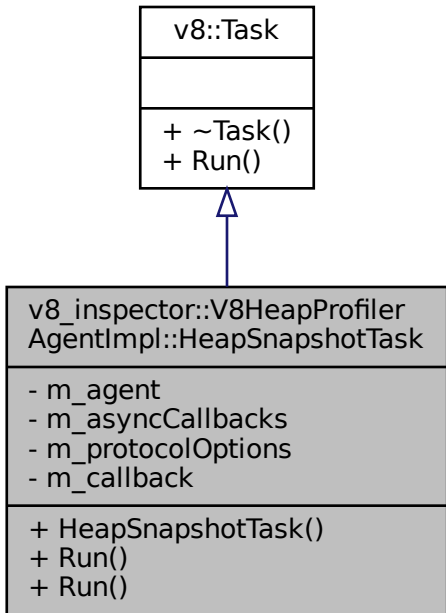 v8::Task
+ ~Task()
+ Run()
v8_inspector::V8HeapProfiler
AgentImpl::HeapSnapshotTask
- m_agent
- m_asyncCallbacks
- m_protocolOptions
- m_callback
+ HeapSnapshotTask()
+ Run()
+ Run()